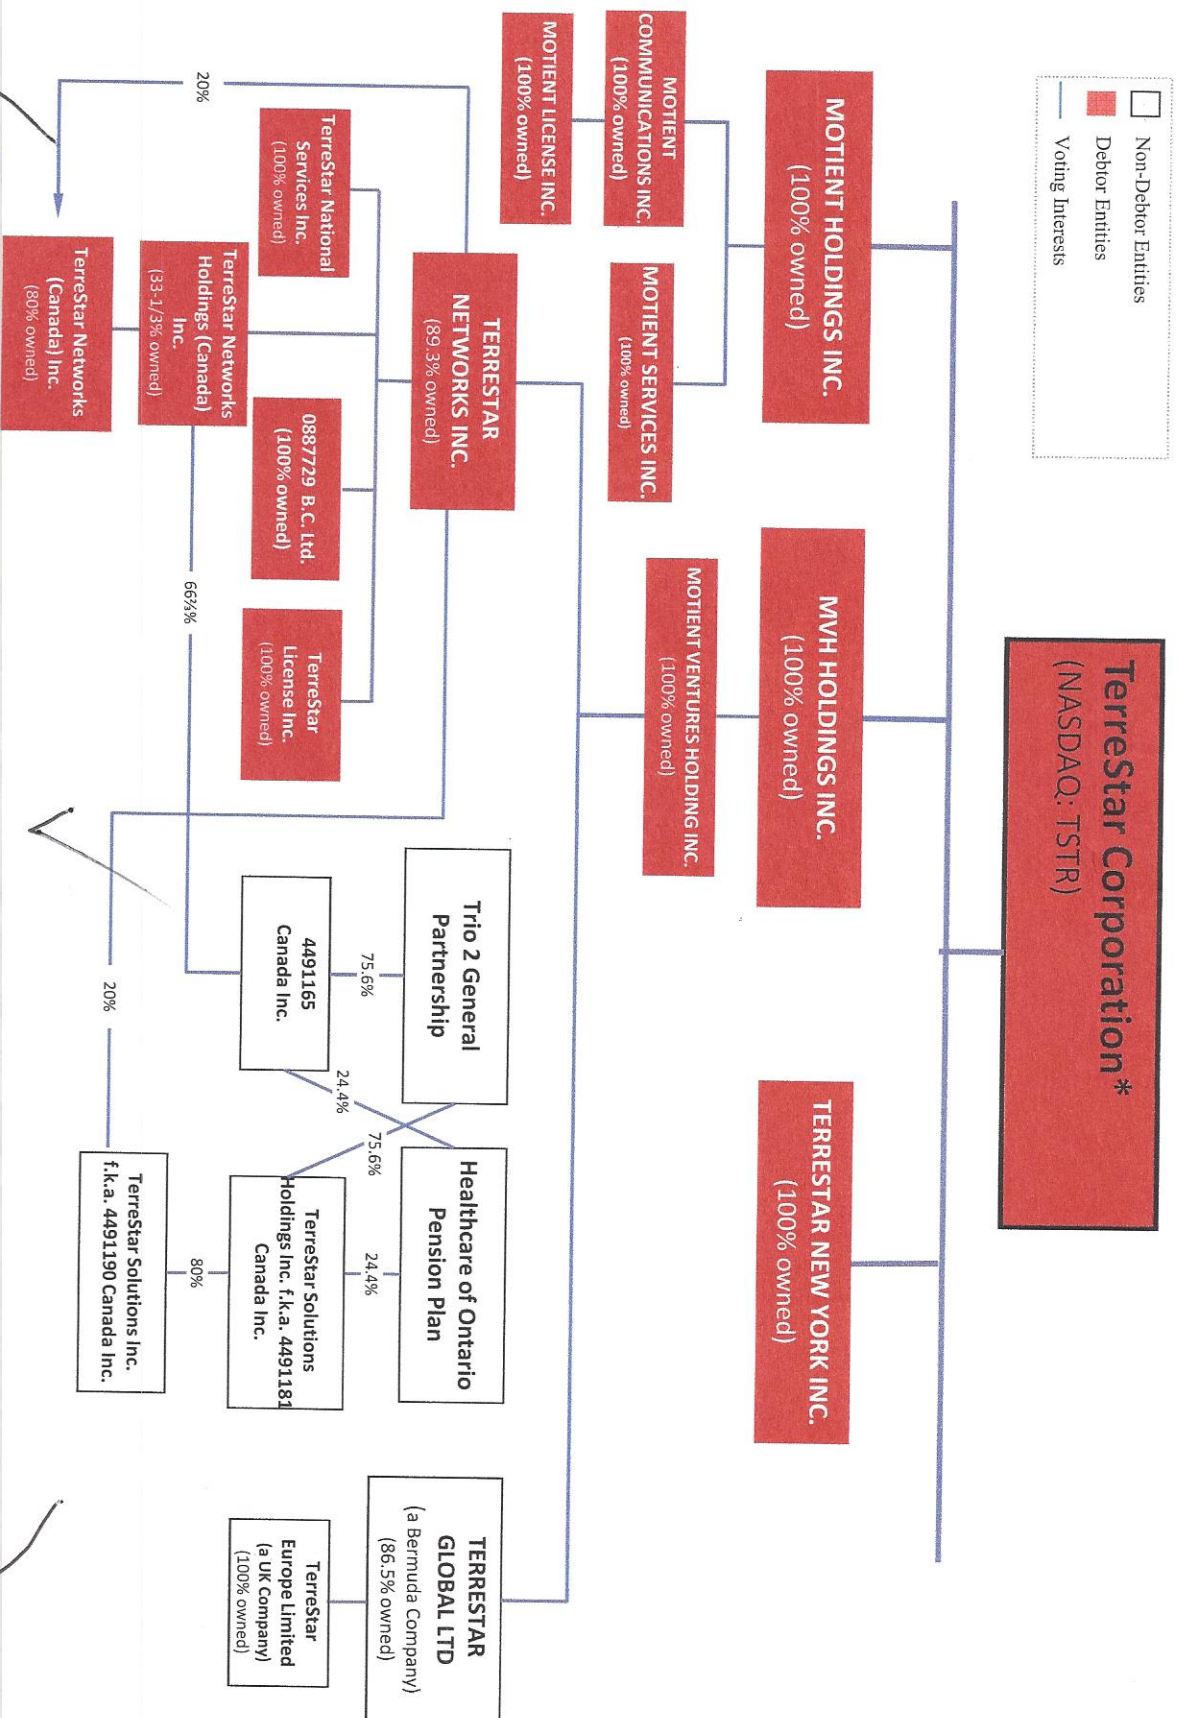 Non-Debtor Entities
Debtor Entities
Voting Interests
TerreStar Corporation*
(NASDAQ: TSTR)
MOTIENT HOLDINGS INC.
(100% owned)
MVH HOLDINGS INC.
(100% owned)
TERRESTAR NEW YORK INC.
(100% owned)
MOTIENT
COMMUNICATIONS INC.
(100% owned)
MOTIENT SERVICES INC.
(100% owned)
MOTIENT VENTURES HOLDING INC.
(100% owned)
MOTIENT LICENSE INC.
(100% owned)
TERRESTAR
NETWORKS INC.
(89.3% owned)
Trio 2 General
Partnership
Healthcare of Ontario
Pension Plan
TERRESTAR
GLOBAL LTD
(a Bermuda Company)
(86.5% owned)
75.6%
24.4%
75.6%
24.4%
TerreStar National
Services Inc.
(100% owned)
0887729 B.C. Ltd.
(100% owned)
TerreStar
License Inc.
(100% owned)
4491165
Canada Inc.
TerreStar Solutions
Holdings Inc. f.k.a. 4491181
Canada Inc.
TerreStar
Europe Limited
(a UK Company)
(100% owned)
20%
TerreStar Networks
Holdings (Canada)
Inc.
(33-1/3% owned)
66⅔%
80%
TerreStar Networks
(Canada) Inc.
(80% owned)
20%
TerreStar Solutions Inc.
f.k.a. 4491190 Canada Inc.